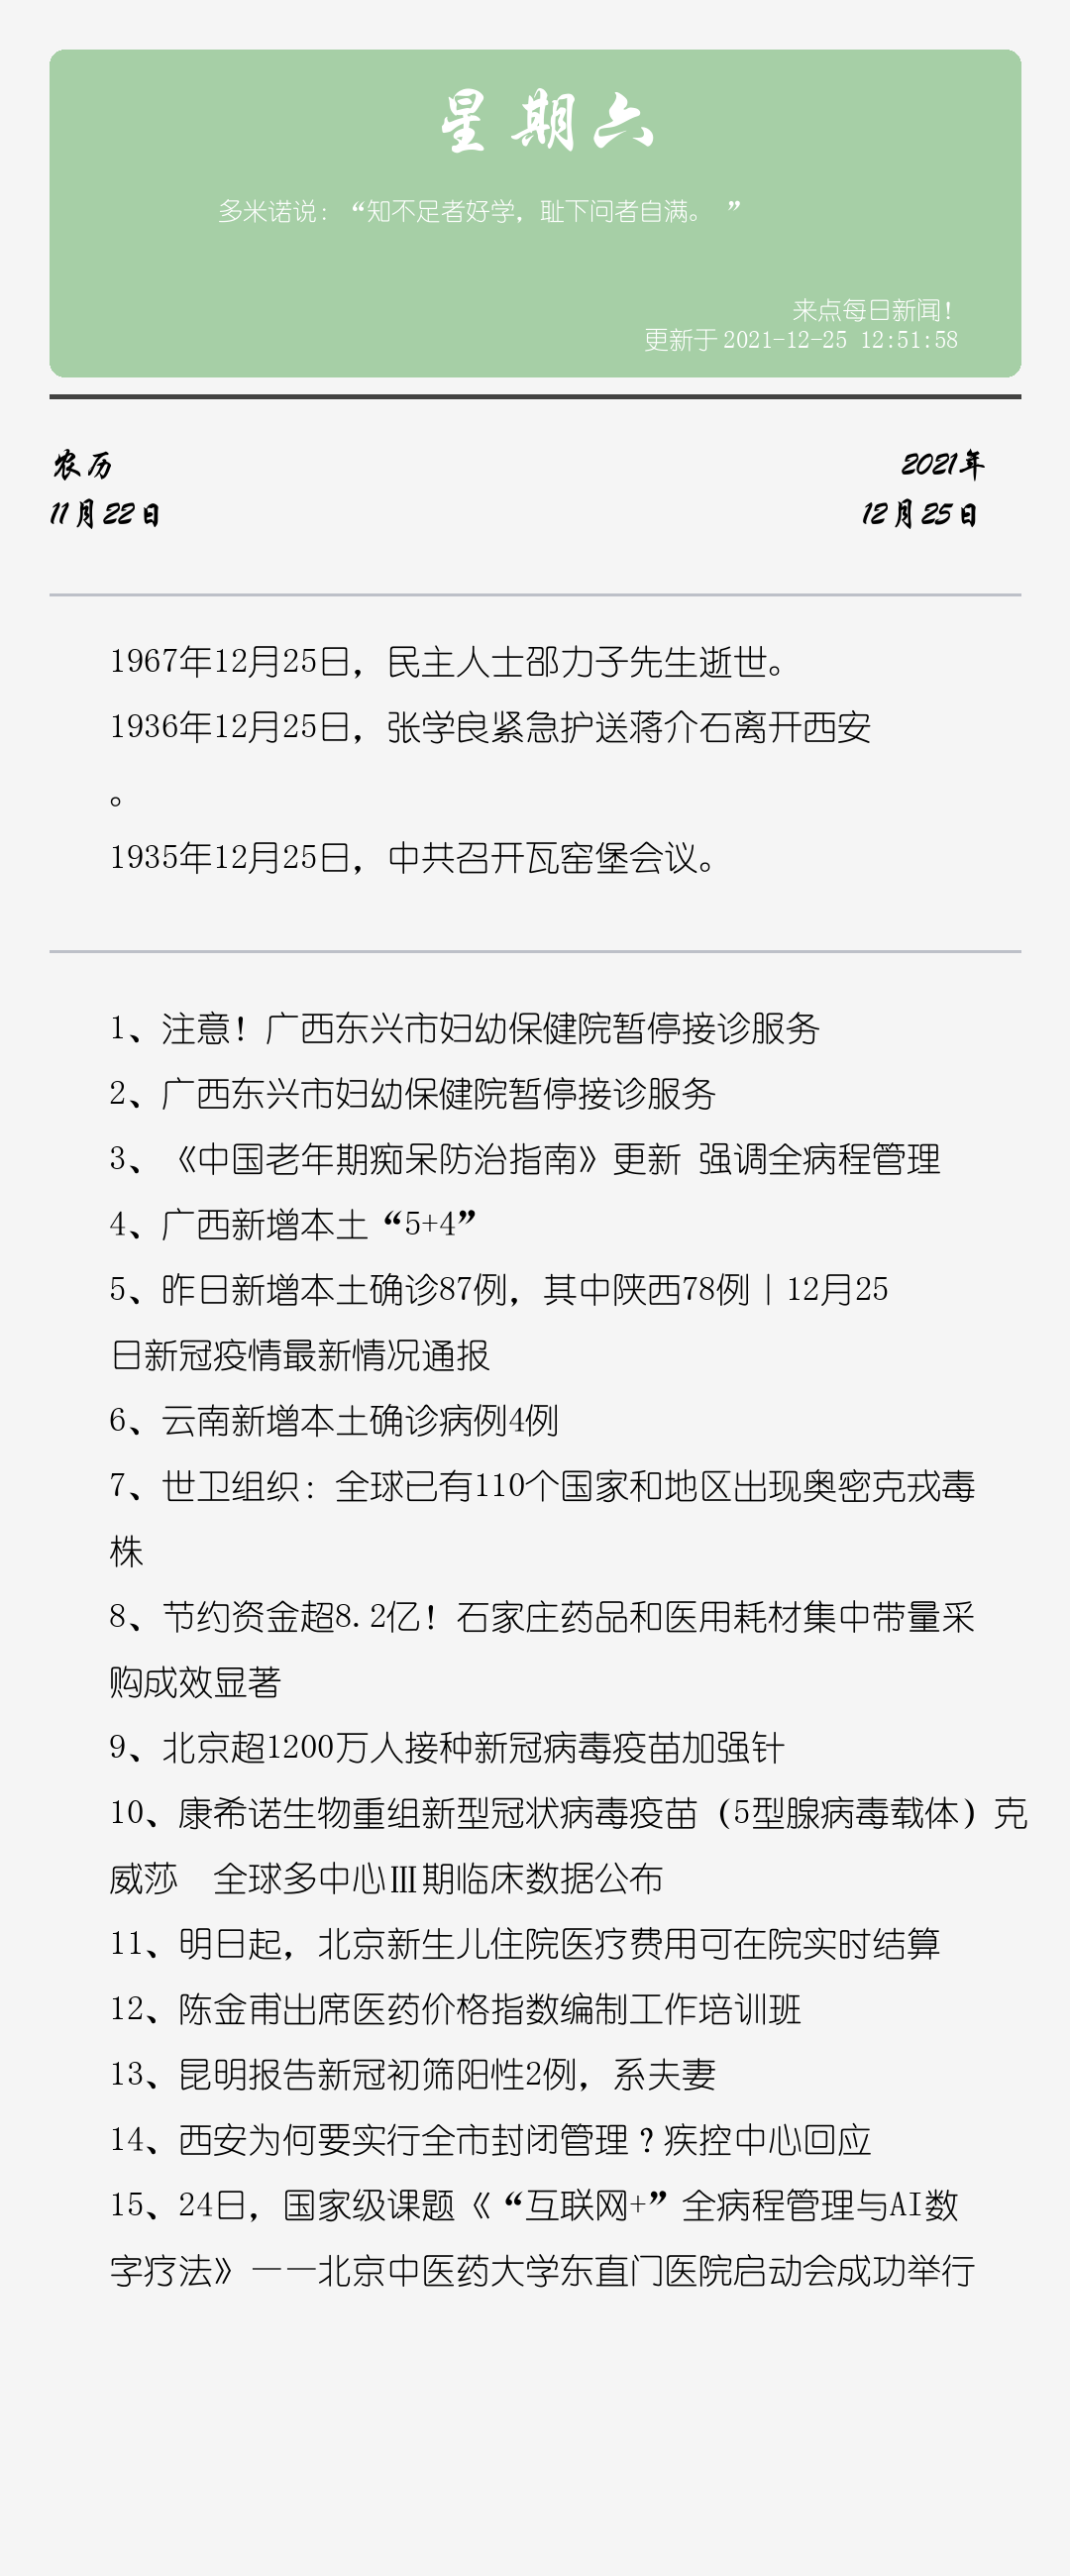 星期六
多米诺说：“知不足者好学，耻下问者自满。 ”
来点每日新闻！
更新于 2021-12-25 12:51:58
农历
2021年
11月22日
12月25日
1967年12月25日，民主人士邵力子先生逝世。
1936年12月25日，张学良紧急护送蒋介石离开西安
。
1935年12月25日，中共召开瓦窑堡会议。
1、注意！广西东兴市妇幼保健院暂停接诊服务
2、广西东兴市妇幼保健院暂停接诊服务
3、《中国老年期痴呆防治指南》更新 强调全病程管理
4、广西新增本土“5+4”
5、昨日新增本土确诊87例，其中陕西78例｜12月25
日新冠疫情最新情况通报
6、云南新增本土确诊病例4例
7、世卫组织：全球已有110个国家和地区出现奥密克戎毒
株
8、节约资金超8.2亿！石家庄药品和医用耗材集中带量采
购成效显著
9、北京超1200万人接种新冠病毒疫苗加强针
10、康希诺生物重组新型冠状病毒疫苗（5型腺病毒载体）克
威莎　全球多中心Ⅲ期临床数据公布
11、明日起，北京新生儿住院医疗费用可在院实时结算
12、陈金甫出席医药价格指数编制工作培训班
13、昆明报告新冠初筛阳性2例，系夫妻
14、西安为何要实行全市封闭管理？疾控中心回应
15、24日，国家级课题《“互联网+”全病程管理与AI数
字疗法》——北京中医药大学东直门医院启动会成功举行